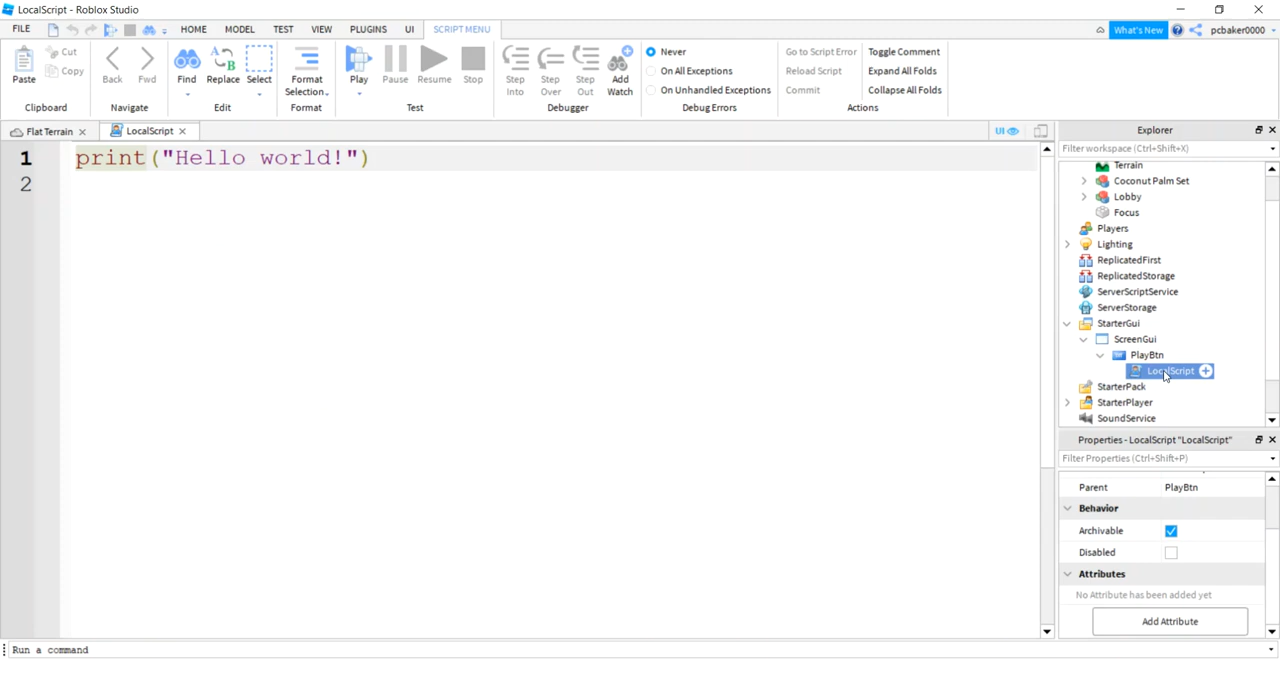 LocalScript - Roblox Studio
FILE HOME MODEL TEST VIEW PLUGINS UI SCRIPT MENU What's New pcbaker0000
Paste Cut Copy
Clipboard
Back Fwd
Navigate
Find Replace Select
Edit
Format Selection
Format
Play Pause Resume Stop
Test
Step Into Step Over Step Out Add Watch
Debugger
Never
On All Exceptions
On Unhandled Exceptions
Debug Errors
Go to Script Error Toggle Comment
Reload Script Expand All Folds
Commit Collapse All Folds
Actions
Flat Terrain LocalScript UI
1 print("Hello world!")
2
Explorer
Filter workspace (Ctrl+Shift+X)
Terrain
Coconut Palm Set
Lobby
Focus
Players
Lighting
ReplicatedFirst
ReplicatedStorage
ServerScriptService
ServerStorage
StarterGui
ScreenGui
PlayBtn
LocalScript
StarterPack
StarterPlayer
SoundService
Properties - LocalScript "LocalScript"
Filter Properties (Ctrl+Shift+P)
Parent PlayBtn
Behavior
Archivable
Disabled
Attributes
No Attribute has been added yet
Add Attribute
Run a command